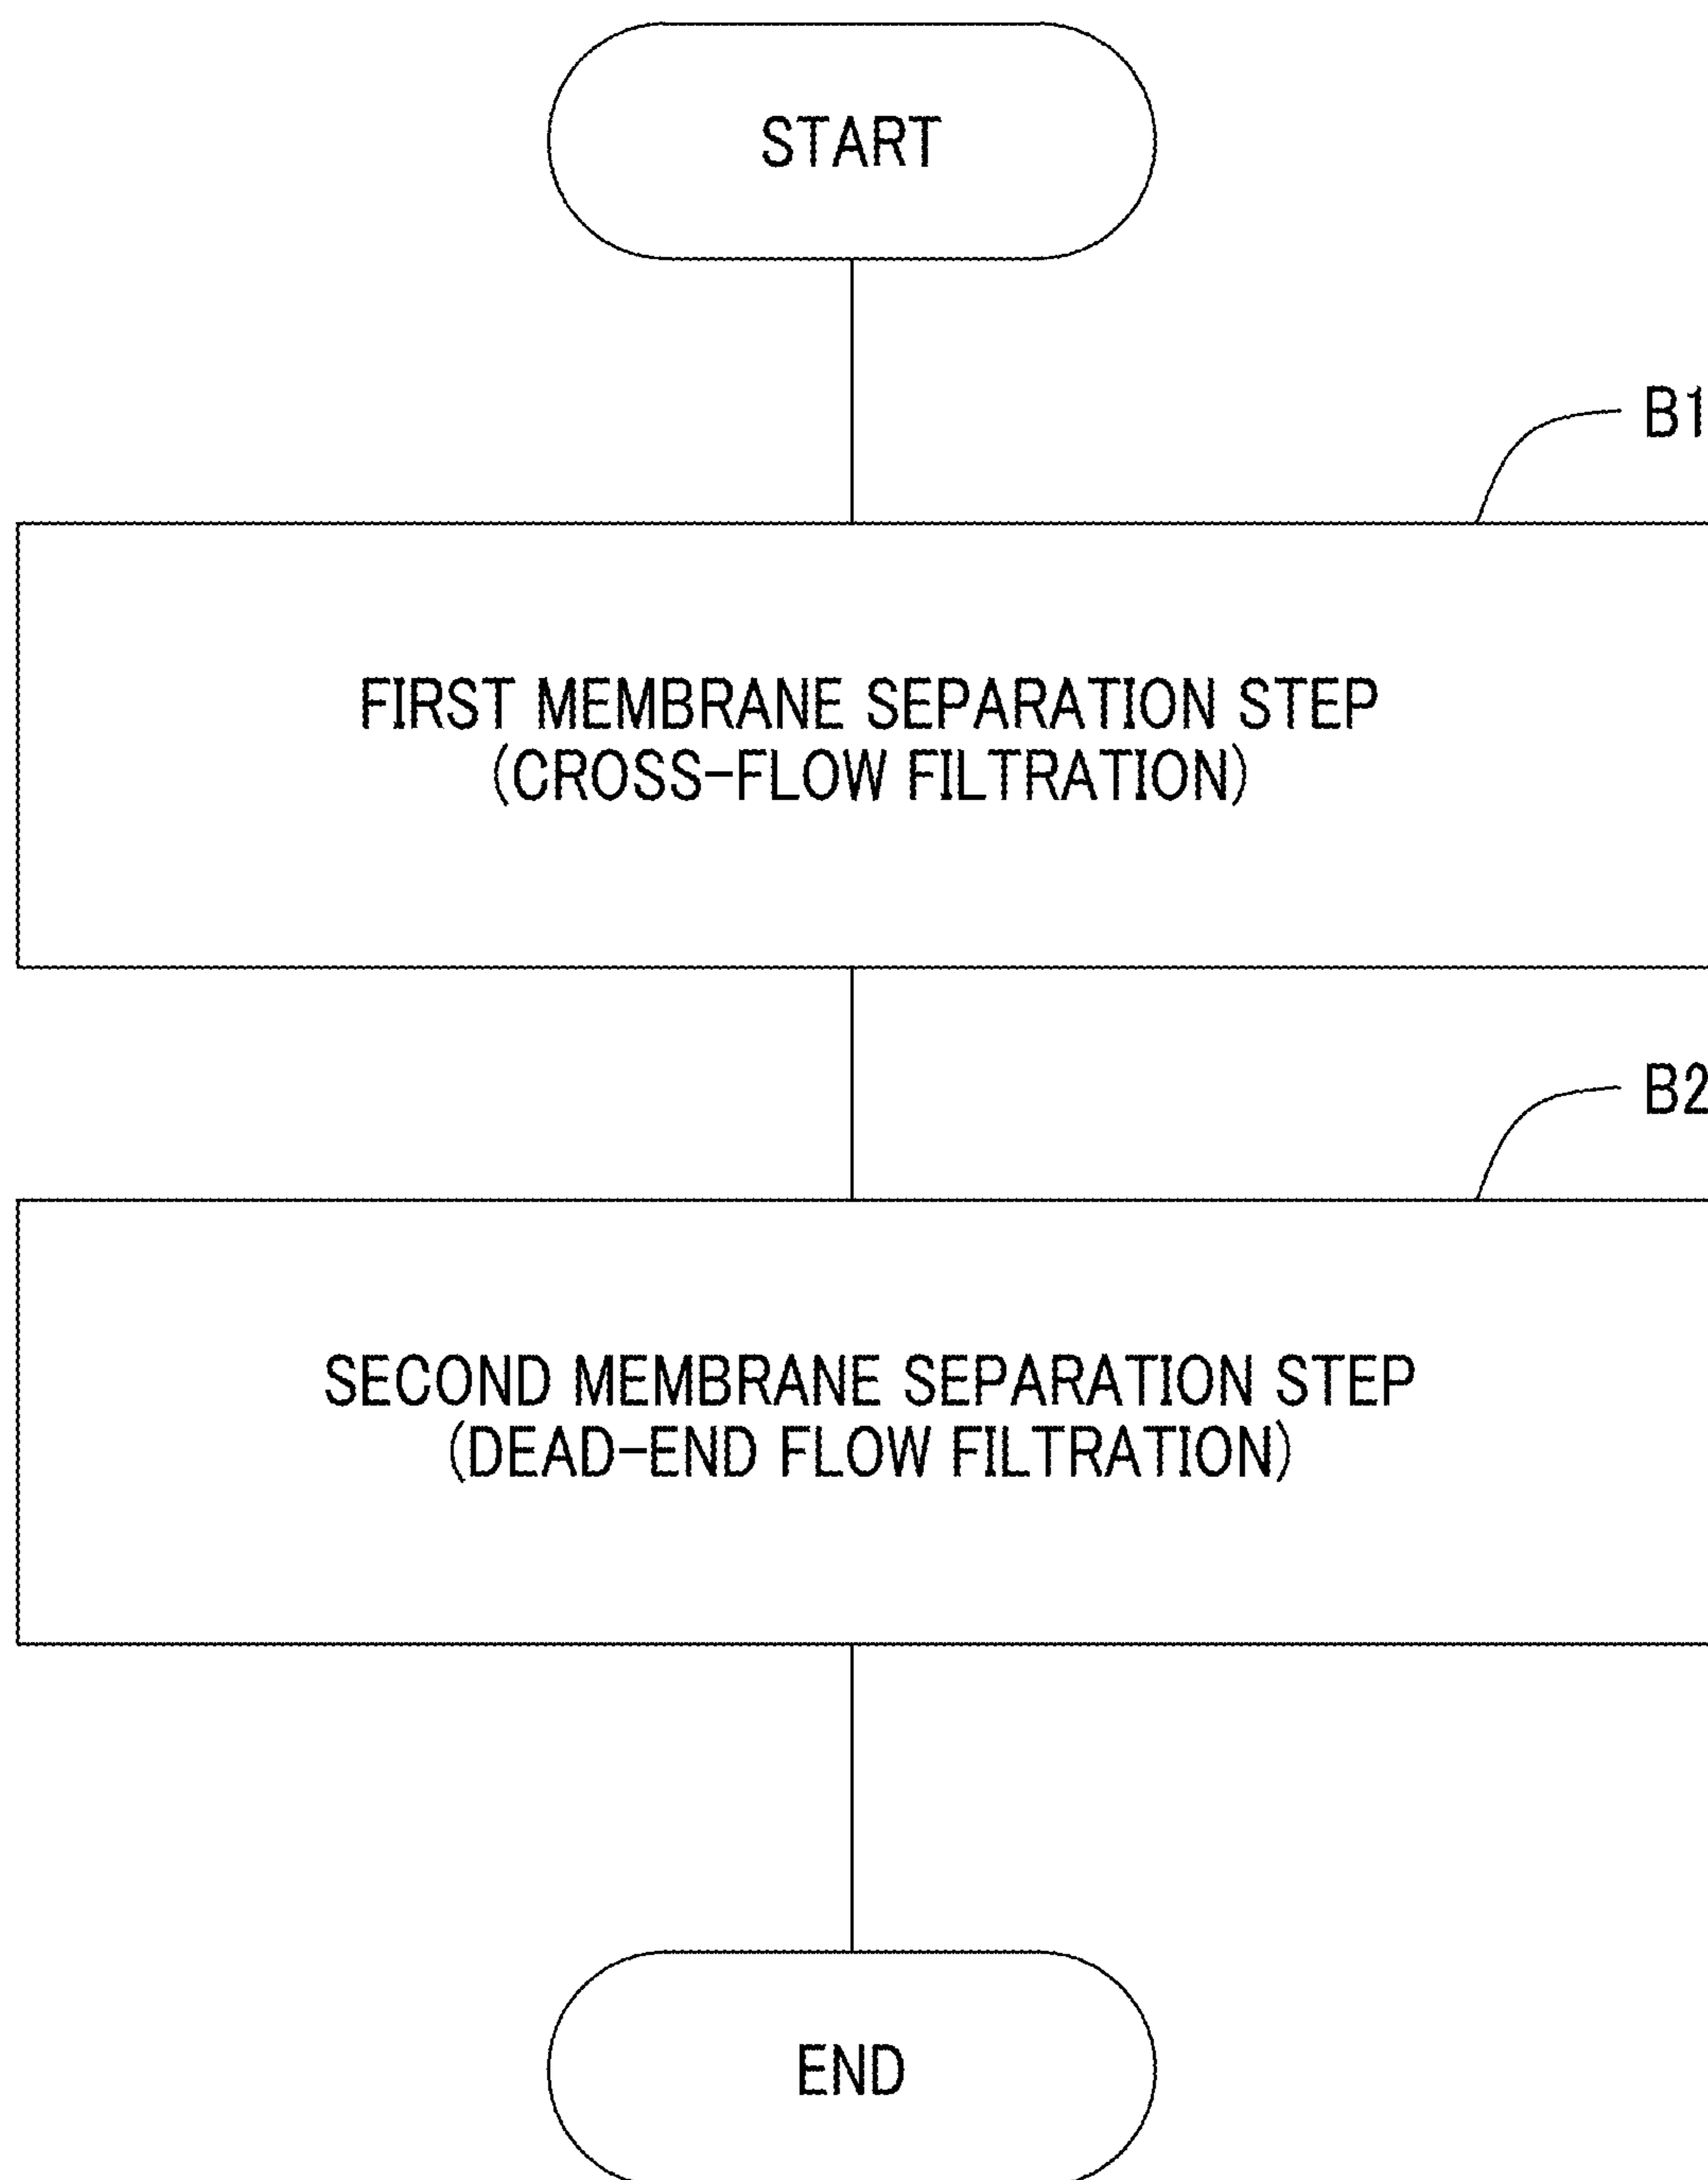 START
B1
FIRST MEMBRANE SEPARATION STEP
(CROSS-FLOW FILTRATION)
B2
SECOND MEMBRANE SEPARATION STEP
(DEAD-END FLOW FILTRATION)
END